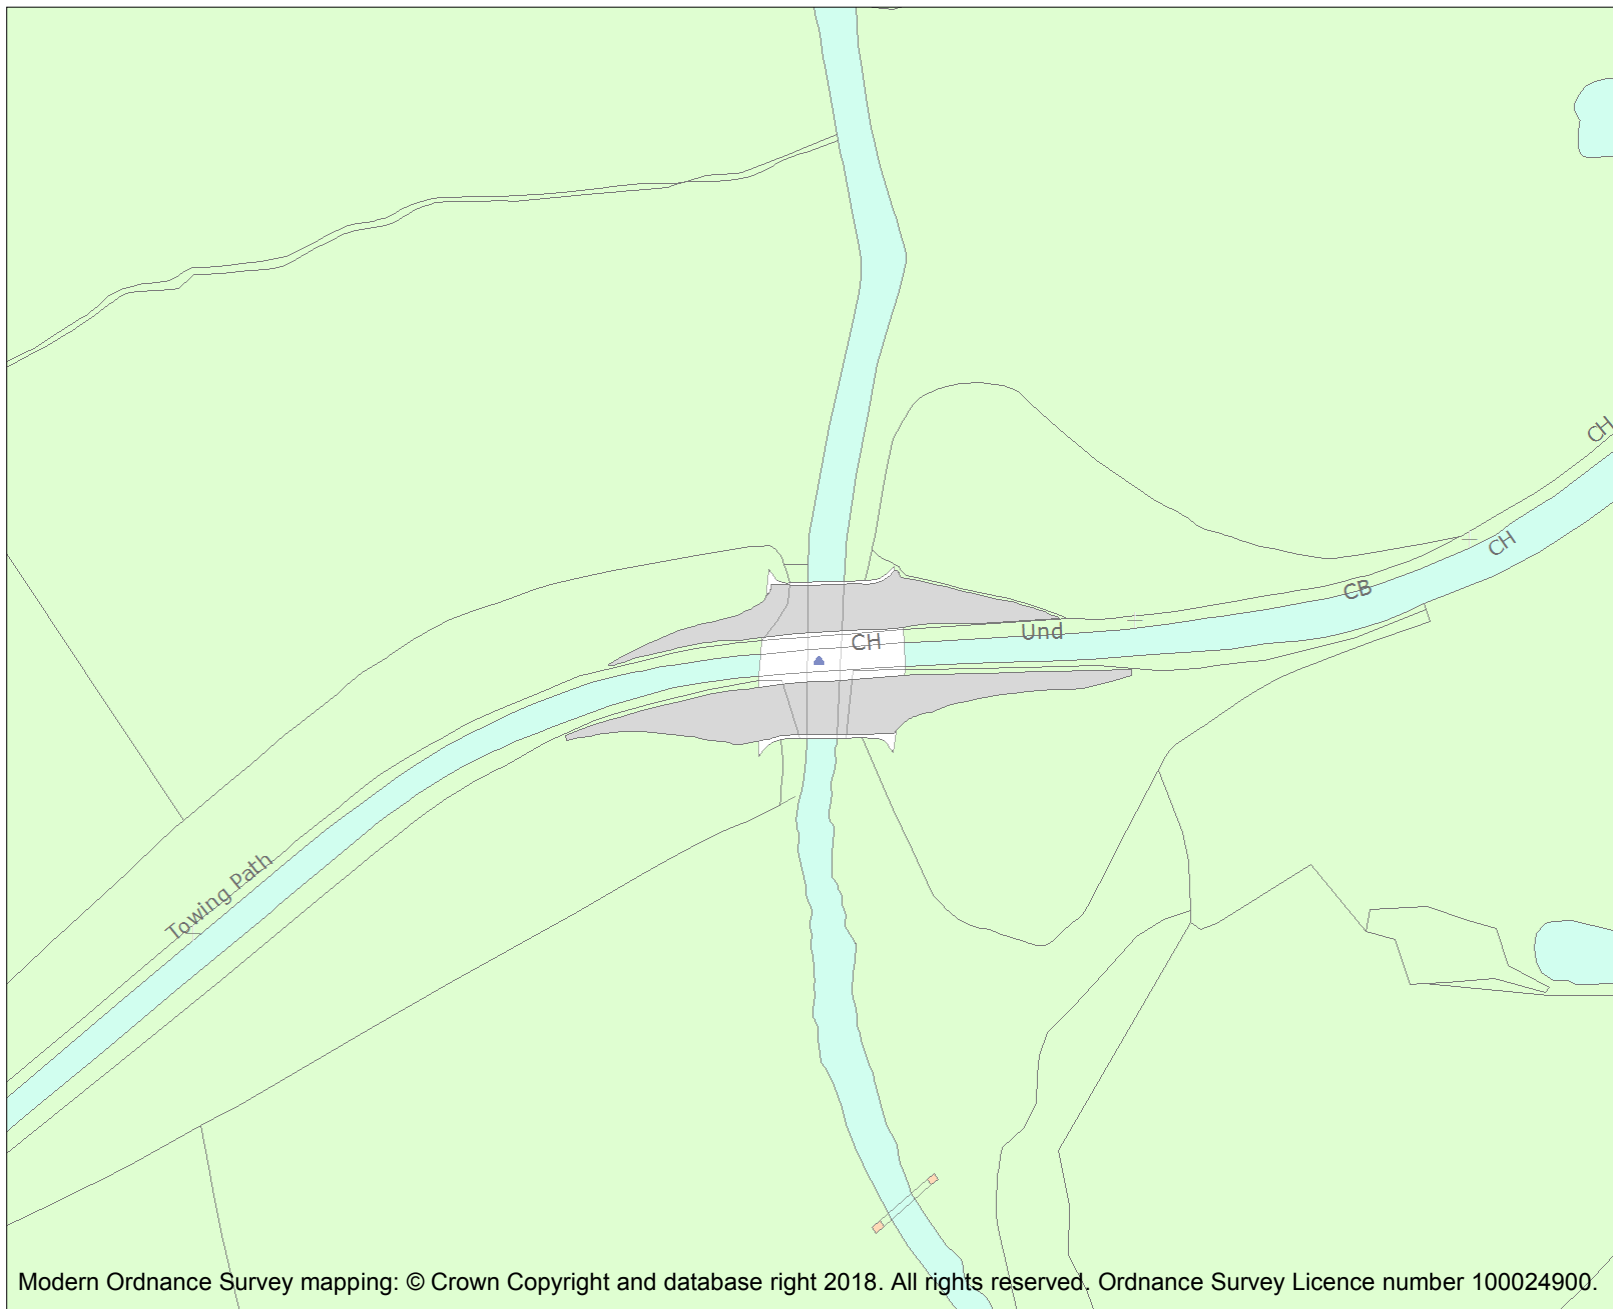 CH
CH
CB
Und
CH
Towing Path
Modern Ordnance Survey mapping: © Crown Copyright and database right 2018. All rights reserved. Ordnance Survey Licence number 100024900.